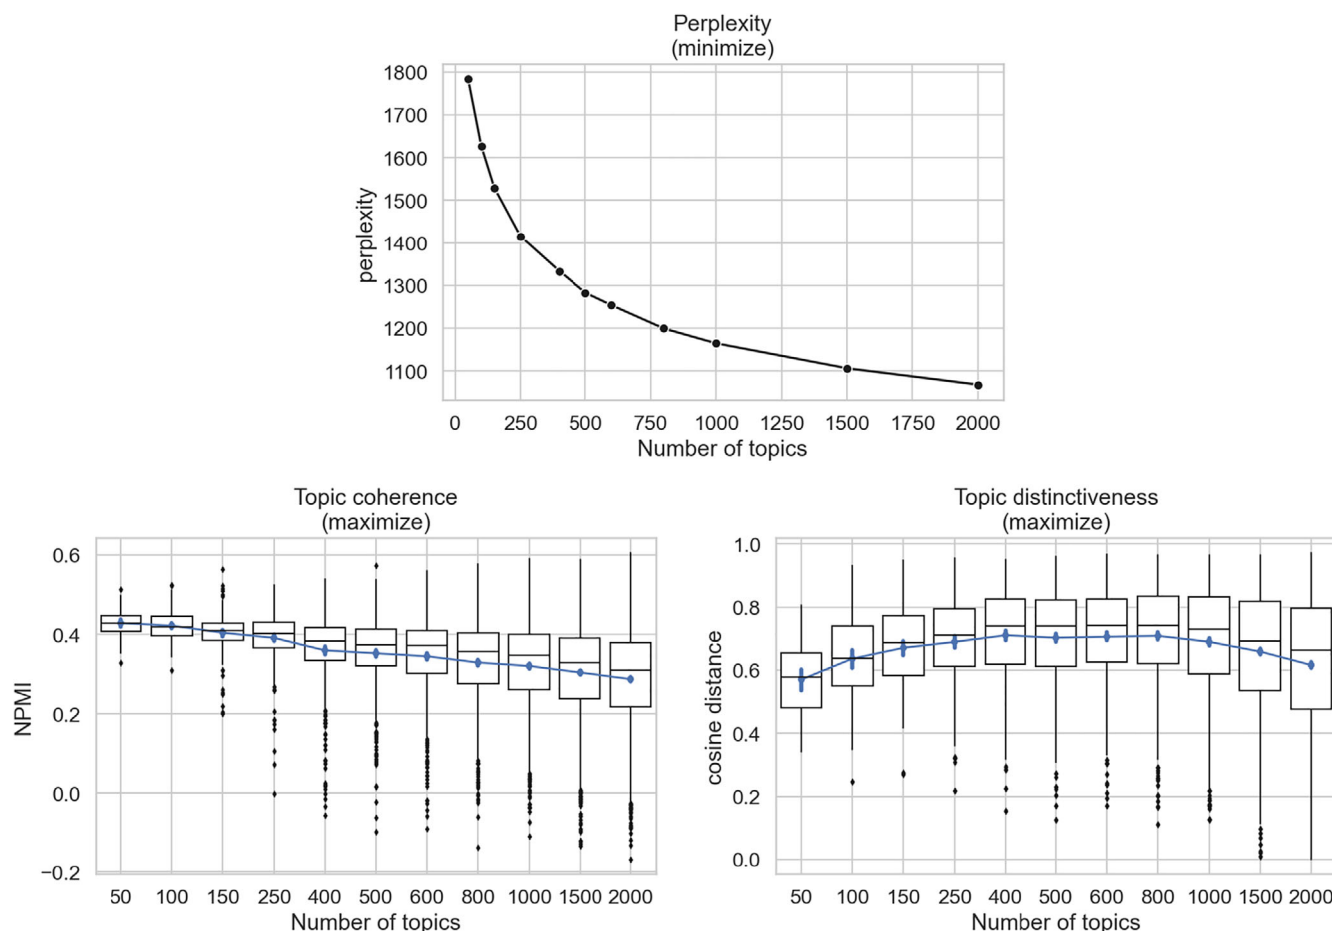 Perplexity
(minimize)
1800
1700
1600
1500
1400
1300
1200
1100
perplexity
0 250 500 750 1000 1250 1500 1750 2000
Number of topics
Topic coherence
(maximize)
0.6
0.4
0.2
0.0
−0.2
NPMI
50 100 150 250 400 500 600 800 1000 1500 2000
Number of topics
Topic distinctiveness
(maximize)
1.0
0.8
0.6
0.4
0.2
0.0
cosine distance
50 100 150 250 400 500 600 800 1000 1500 2000
Number of topics